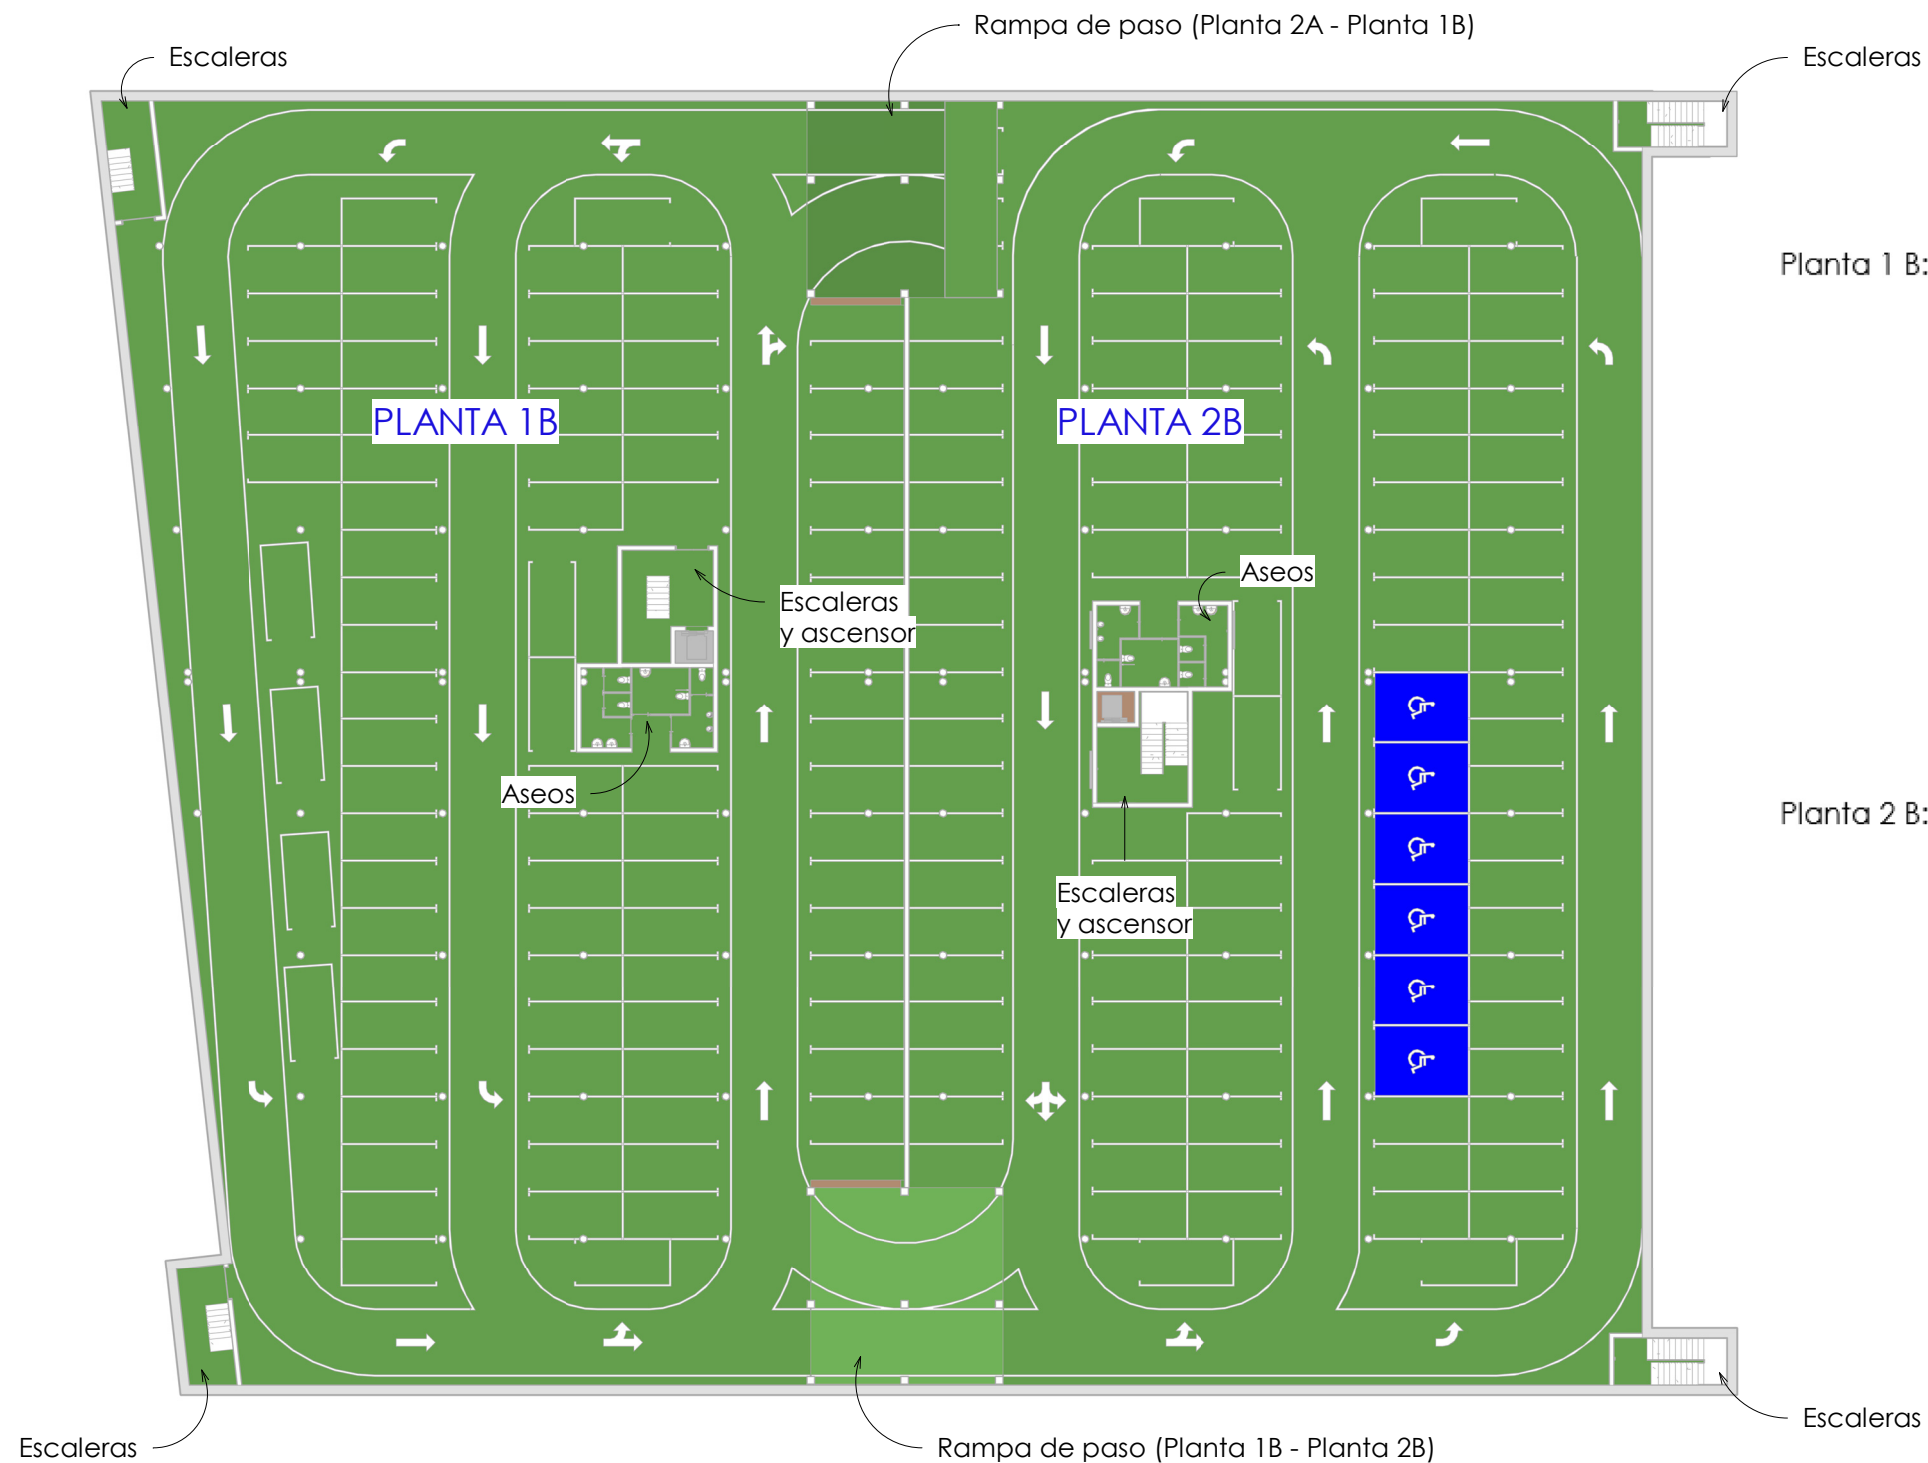 Rampa de paso (Planta 2A - Planta 1B)
Escaleras
Escaleras
Planta 1 B:
PLANTA 1B
PLANTA 2B
Aseos
Escaleras
y ascensor
Aseos
Planta 2 B:
Escaleras
y ascensor
Escaleras
Escaleras
Rampa de paso (Planta 1B - Planta 2B)